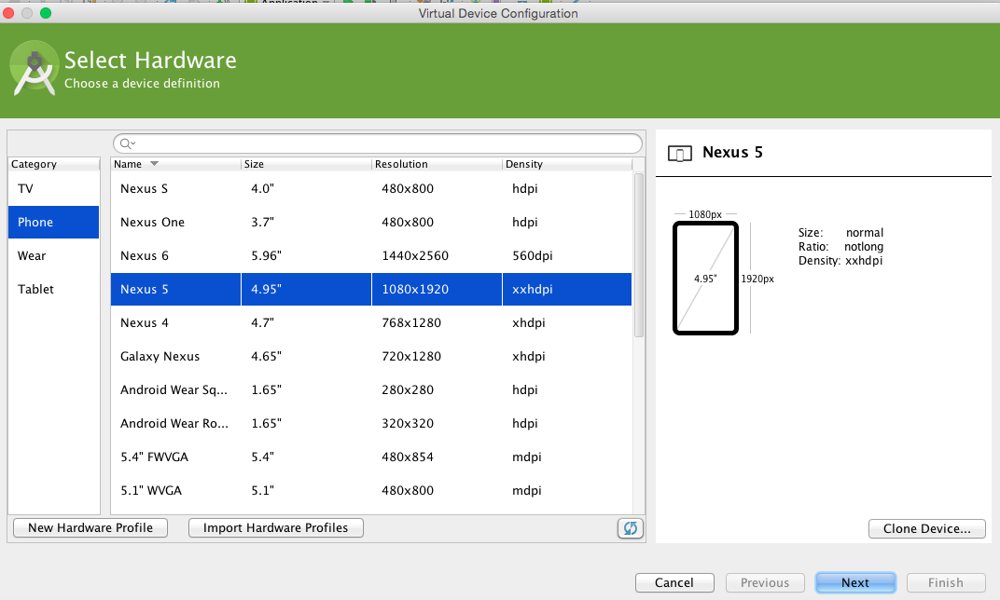 Application
Virtual Device Configuration
Select Hardware
Choose a device definition
Category
TV
Phone
Wear
Tablet
Name Size Resolution Density
Nexus S 4.0" 480x800 hdpi
Nexus One 3.7" 480x800 hdpi
Nexus 6 5.96" 1440x2560 560dpi
Nexus 5 4.95" 1080x1920 xxhdpi
Nexus 4 4.7" 768x1280 xhdpi
Galaxy Nexus 4.65" 720x1280 xhdpi
Android Wear Sq... 1.65" 280x280 hdpi
Android Wear Ro... 1.65" 320x320 hdpi
5.4" FWVGA 5.4" 480x854 mdpi
5.1" WVGA 5.1" 480x800 mdpi
New Hardware Profile
Import Hardware Profiles
Nexus 5
1080px
4.95"
1920px
Size: normal
Ratio: notlong
Density: xxhdpi
Clone Device...
Cancel
Previous
Next
Finish